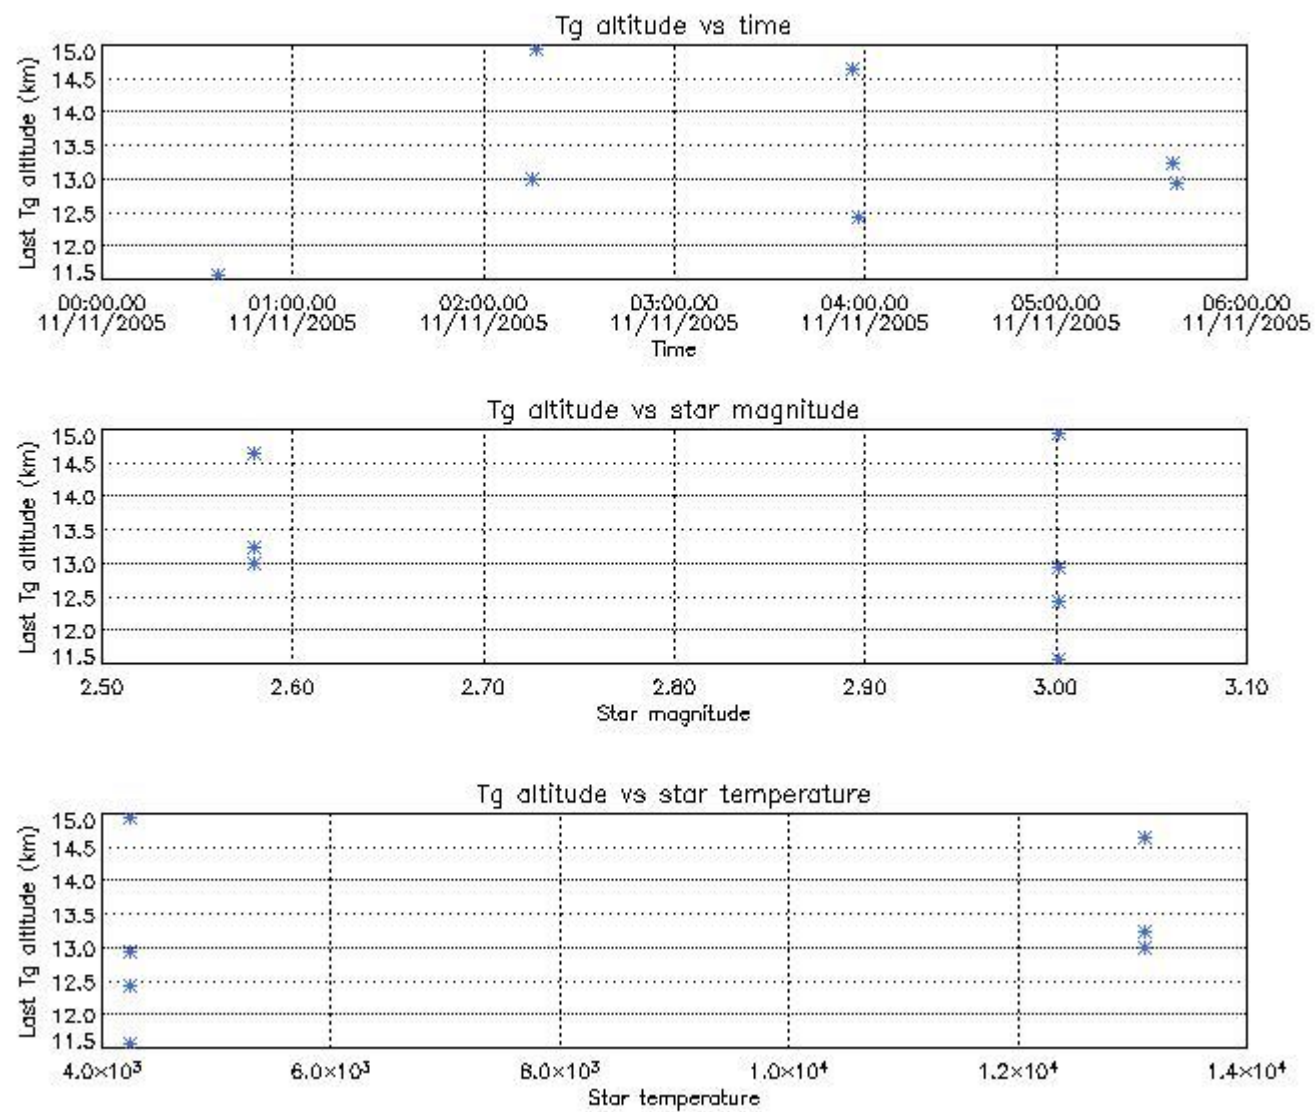 Tg altitude vs time
Last Tg altitude (km)
15.0
14.5
14.0
13.5
13.0
12.5
12.0
11.5
00:00.00 01:00.00 02:00.00 03:00.00 04:00.00 05:00.00 06:00.00
11/11/2005 11/11/2005 11/11/2005 11/11/2005 11/11/2005 11/11/2005 11/11/2005
Time
Tg altitude vs star magnitude
Last Tg altitude (km)
15.0
14.5
14.0
13.5
13.0
12.5
12.0
11.5
2.50 2.60 2.70 2.80 2.90 3.00 3.10
Star magnitude
Tg altitude vs star temperature
Last Tg altitude (km)
15.0
14.5
14.0
13.5
13.0
12.5
12.0
11.5
4.0×10³ 6.0×10³ 8.0×10³ 1.0×10⁴ 1.2×10⁴ 1.4×10⁴
Star temperature